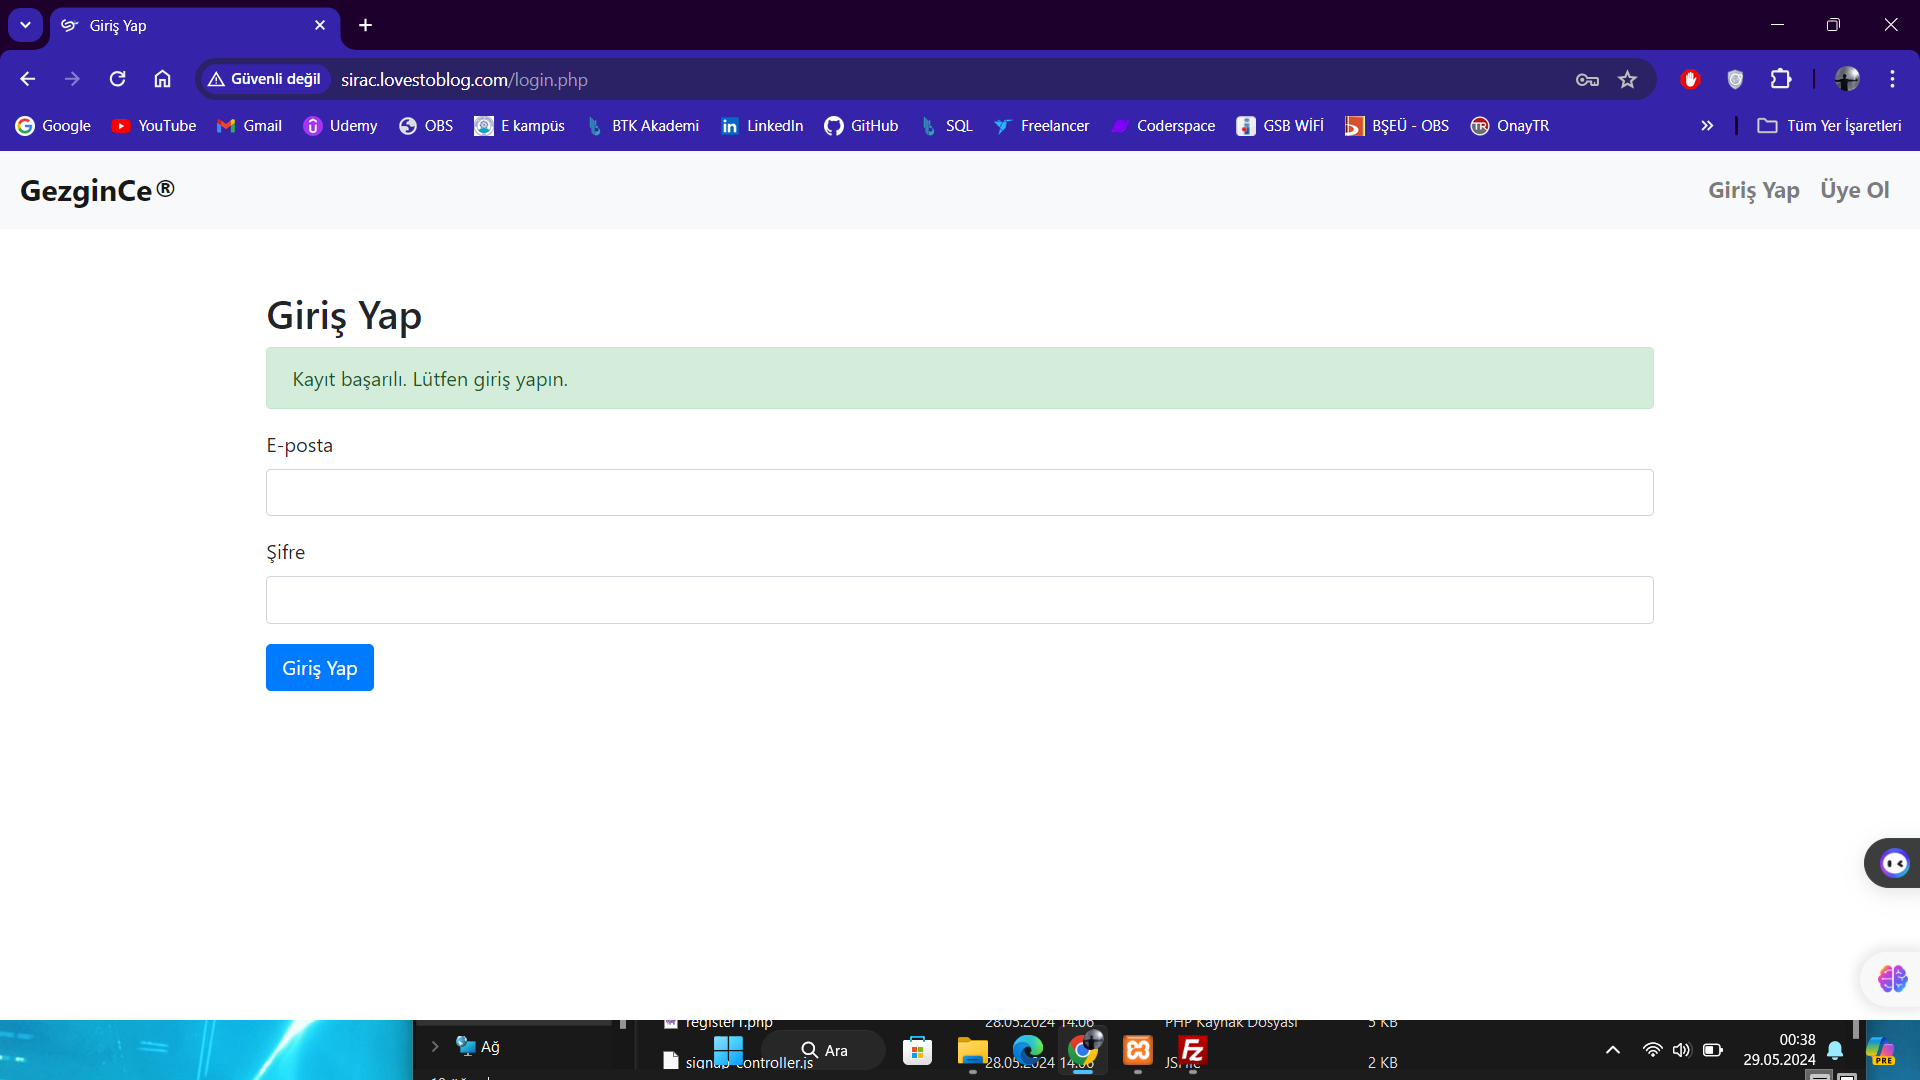 Giriş Yap
Güvenli değil sirac.lovestoblog.com/login.php
Google YouTube Gmail Udemy OBS E kampüs BTK Akademi LinkedIn GitHub SQL Freelancer Coderspace GSB WİFİ BŞEÜ - OBS OnayTR Tüm Yer İşaretleri
GezginCe®
Giriş Yap Üye Ol
Giriş Yap
Kayıt başarılı. Lütfen giriş yapın.
E-posta
Şifre
Giriş Yap
register1.php 28.05.2024 14:06 PHP Kaynak Dosyası 5 KB
Ağ
Ara
00:38
signup-controller.js 28.05.2024 14:06 2 KB
29.05.2024
PRE